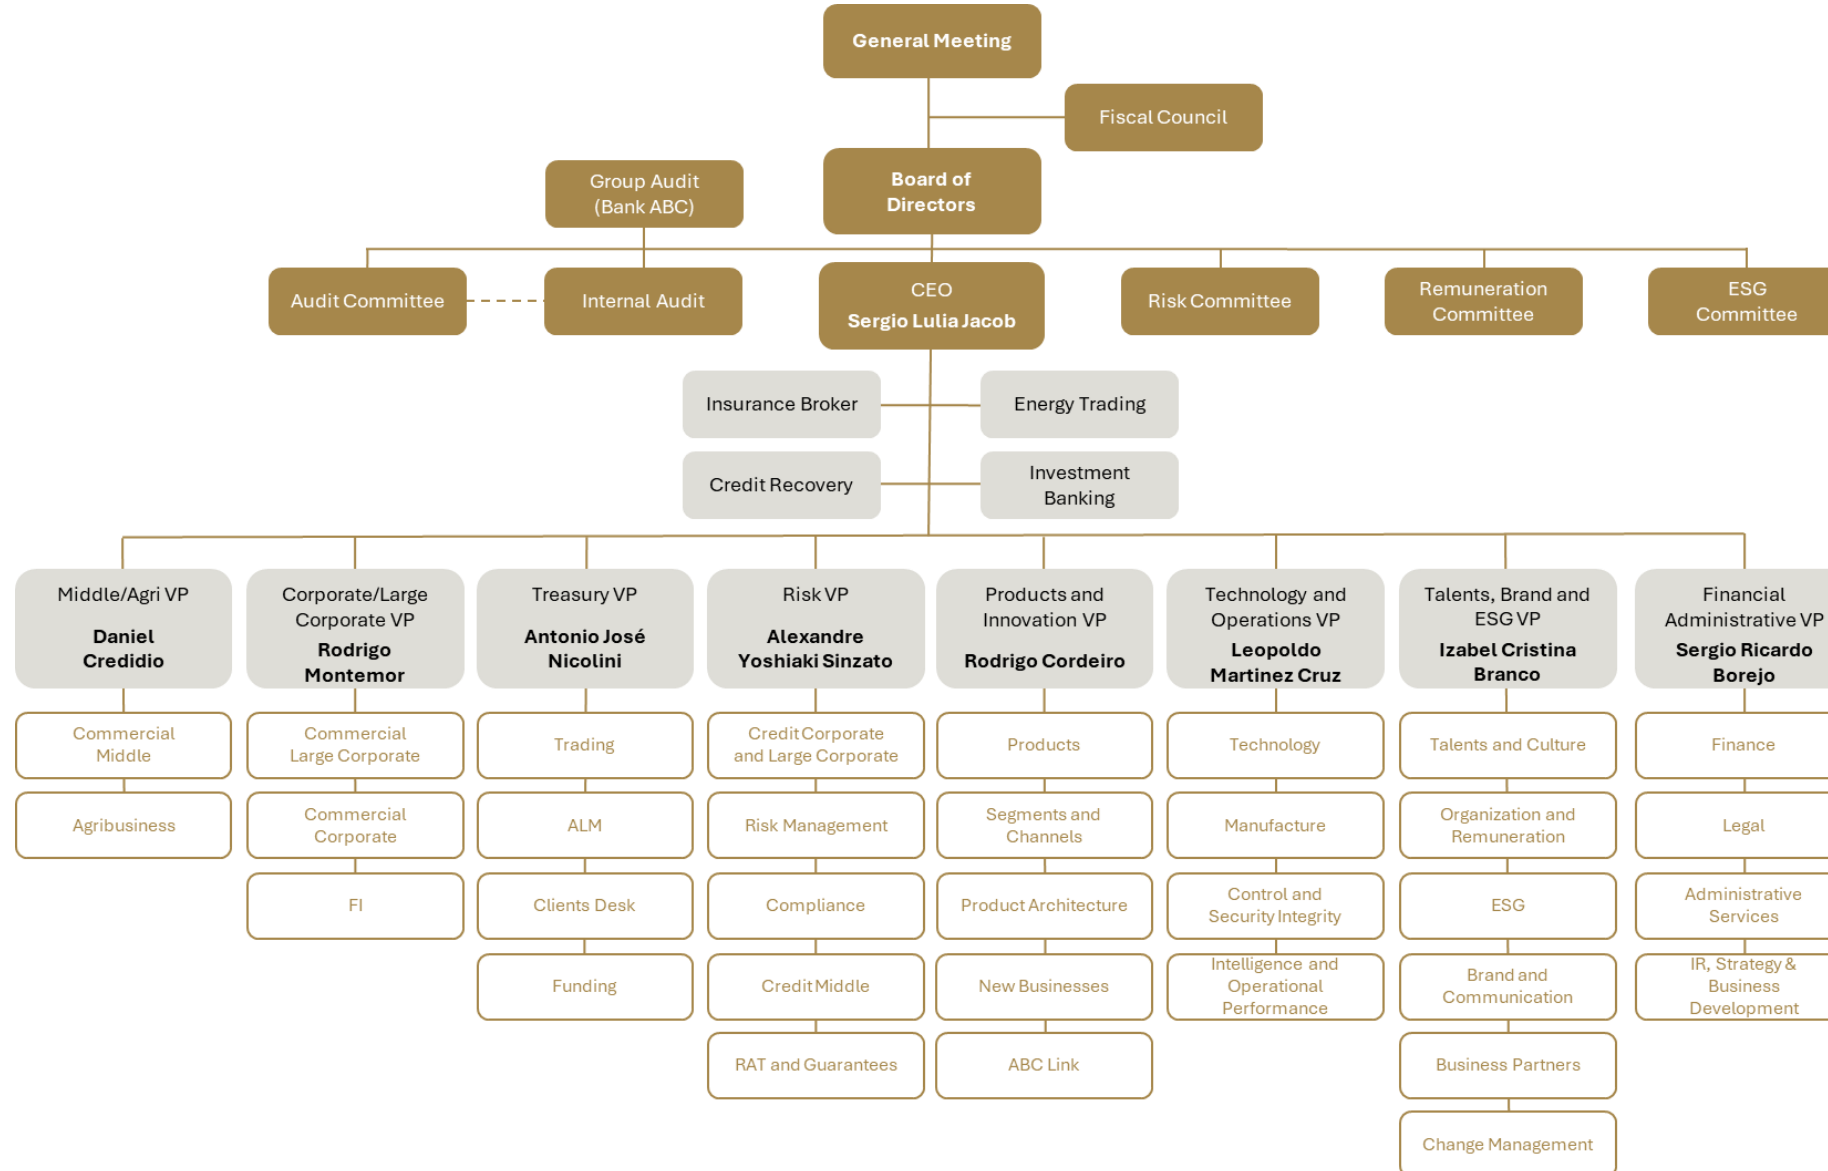 General Meeting
Fiscal Council
Group Audit
(Bank ABC)
Board of
Directors
Audit Committee
Internal Audit
CEO
Sergio Lulia Jacob
Risk Committee
Remuneration
Committee
ESG
Committee
Insurance Broker
Energy Trading
Credit Recovery
Investment
Banking
Middle/Agri VP
Daniel
Credidio
Corporate/Large
Corporate VP
Rodrigo
Montemor
Treasury VP
Antonio José
Nicolini
Risk VP
Alexandre
Yoshiaki Sinzato
Products and
Innovation VP
Rodrigo Cordeiro
Technology and
Operations VP
Leopoldo
Martinez Cruz
Talents, Brand and
ESG VP
Izabel Cristina
Branco
Financial
Administrative VP
Sergio Ricardo
Borejo
Commercial
Middle
Commercial
Large Corporate
Trading
Credit Corporate
and Large Corporate
Products
Technology
Talents and Culture
Finance
Agribusiness
Commercial
Corporate
ALM
Risk Management
Segments and
Channels
Manufacture
Organization and
Remuneration
Legal
FI
Clients Desk
Compliance
Product Architecture
Control and
Security Integrity
ESG
Administrative
Services
Funding
Credit Middle
New Businesses
Intelligence and
Operational
Performance
Brand and
Communication
IR, Strategy &
Business
Development
RAT and Guarantees
ABC Link
Business Partners
Change Management